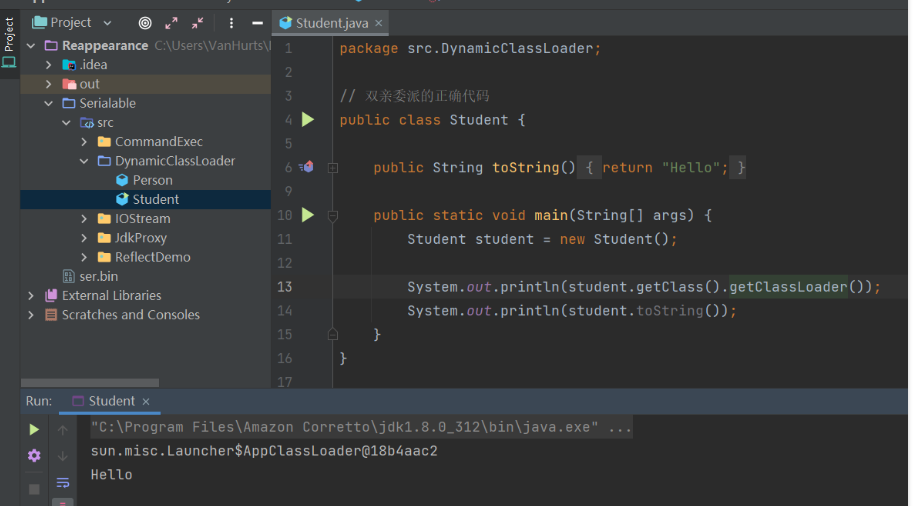 Project
Project
Student.java ×
Reappearance C:\Users\VanHurts\
.idea
out
Serialable
src
CommandExec
DynamicClassLoader
Person
Student
IOStream
JdkProxy
ReflectDemo
ser.bin
External Libraries
Scratches and Consoles
1 package src.DynamicClassLoader;
2
3 // 双亲委派的正确代码
4 public class Student {
5
6 public String toString() { return "Hello"; }
9
10 public static void main(String[] args) {
11 Student student = new Student();
12
13 System.out.println(student.getClass().getClassLoader());
14 System.out.println(student.toString());
15 }
16 }
17
Run: Student ×
"C:\Program Files\Amazon Corretto\jdk1.8.0_312\bin\java.exe" ...
sun.misc.Launcher$AppClassLoader@18b4aac2
Hello